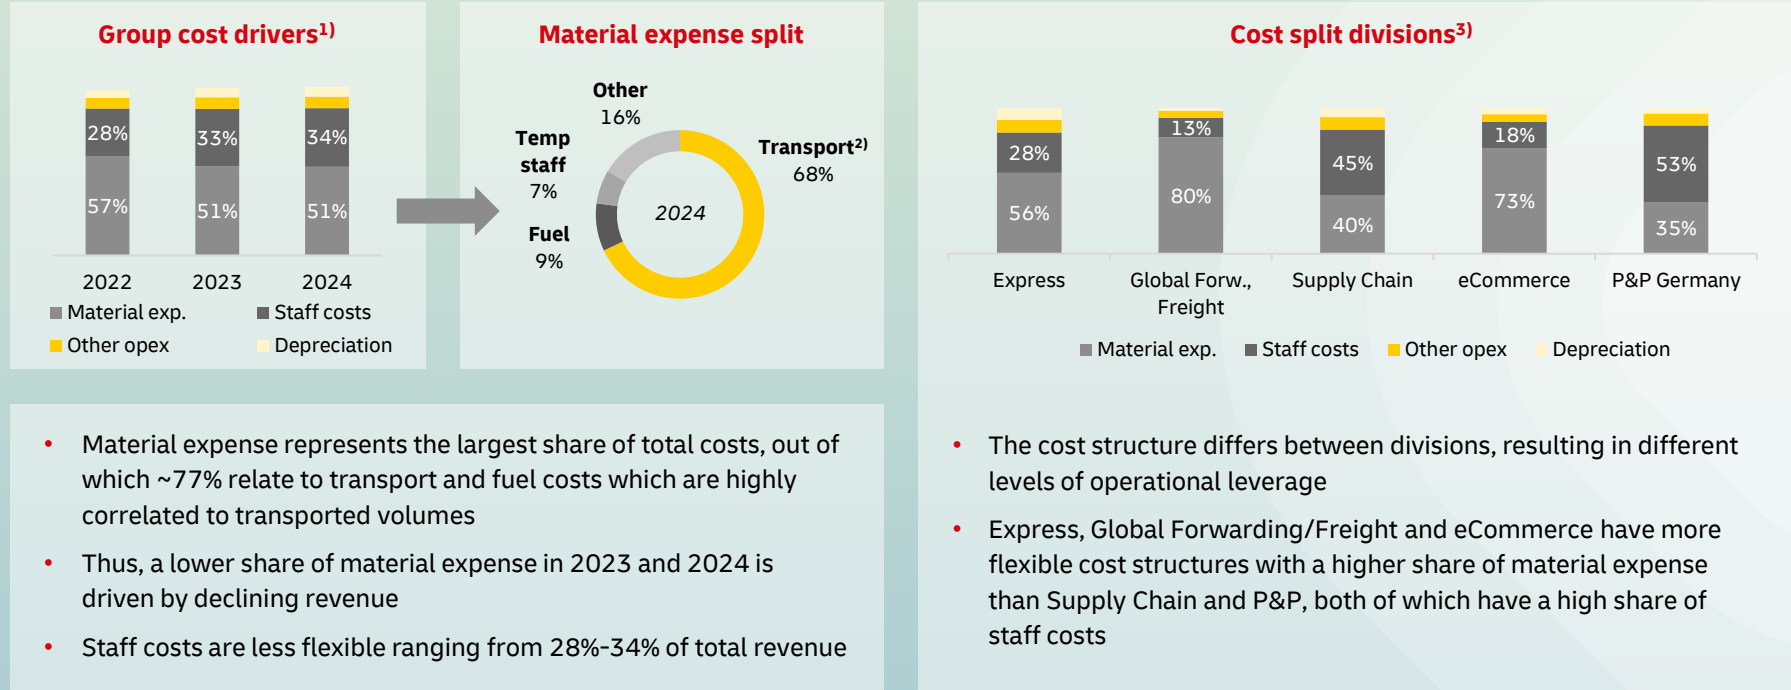 Group cost drivers1)
28%
33%
34%
57%
51%
51%
2022
2023
2024
Material exp.
Staff costs
Other opex
Depreciation
Material expense split
Other
16%
Temp
staff
7%
Fuel
9%
Transport2)
68%
2024
• Material expense represents the largest share of total costs, out of
which ~77% relate to transport and fuel costs which are highly
correlated to transported volumes
• Thus, a lower share of material expense in 2023 and 2024 is
driven by declining revenue
• Staff costs are less flexible ranging from 28%-34% of total revenue
Cost split divisions3)
28%
13%
45%
18%
53%
56%
80%
40%
73%
35%
Express
Global Forw.,
Freight
Supply Chain
eCommerce
P&P Germany
Material exp.
Staff costs
Other opex
Depreciation
• The cost structure differs between divisions, resulting in different
levels of operational leverage
• Express, Global Forwarding/Freight and eCommerce have more
flexible cost structures with a higher share of material expense
than Supply Chain and P&P, both of which have a high share of
staff costs